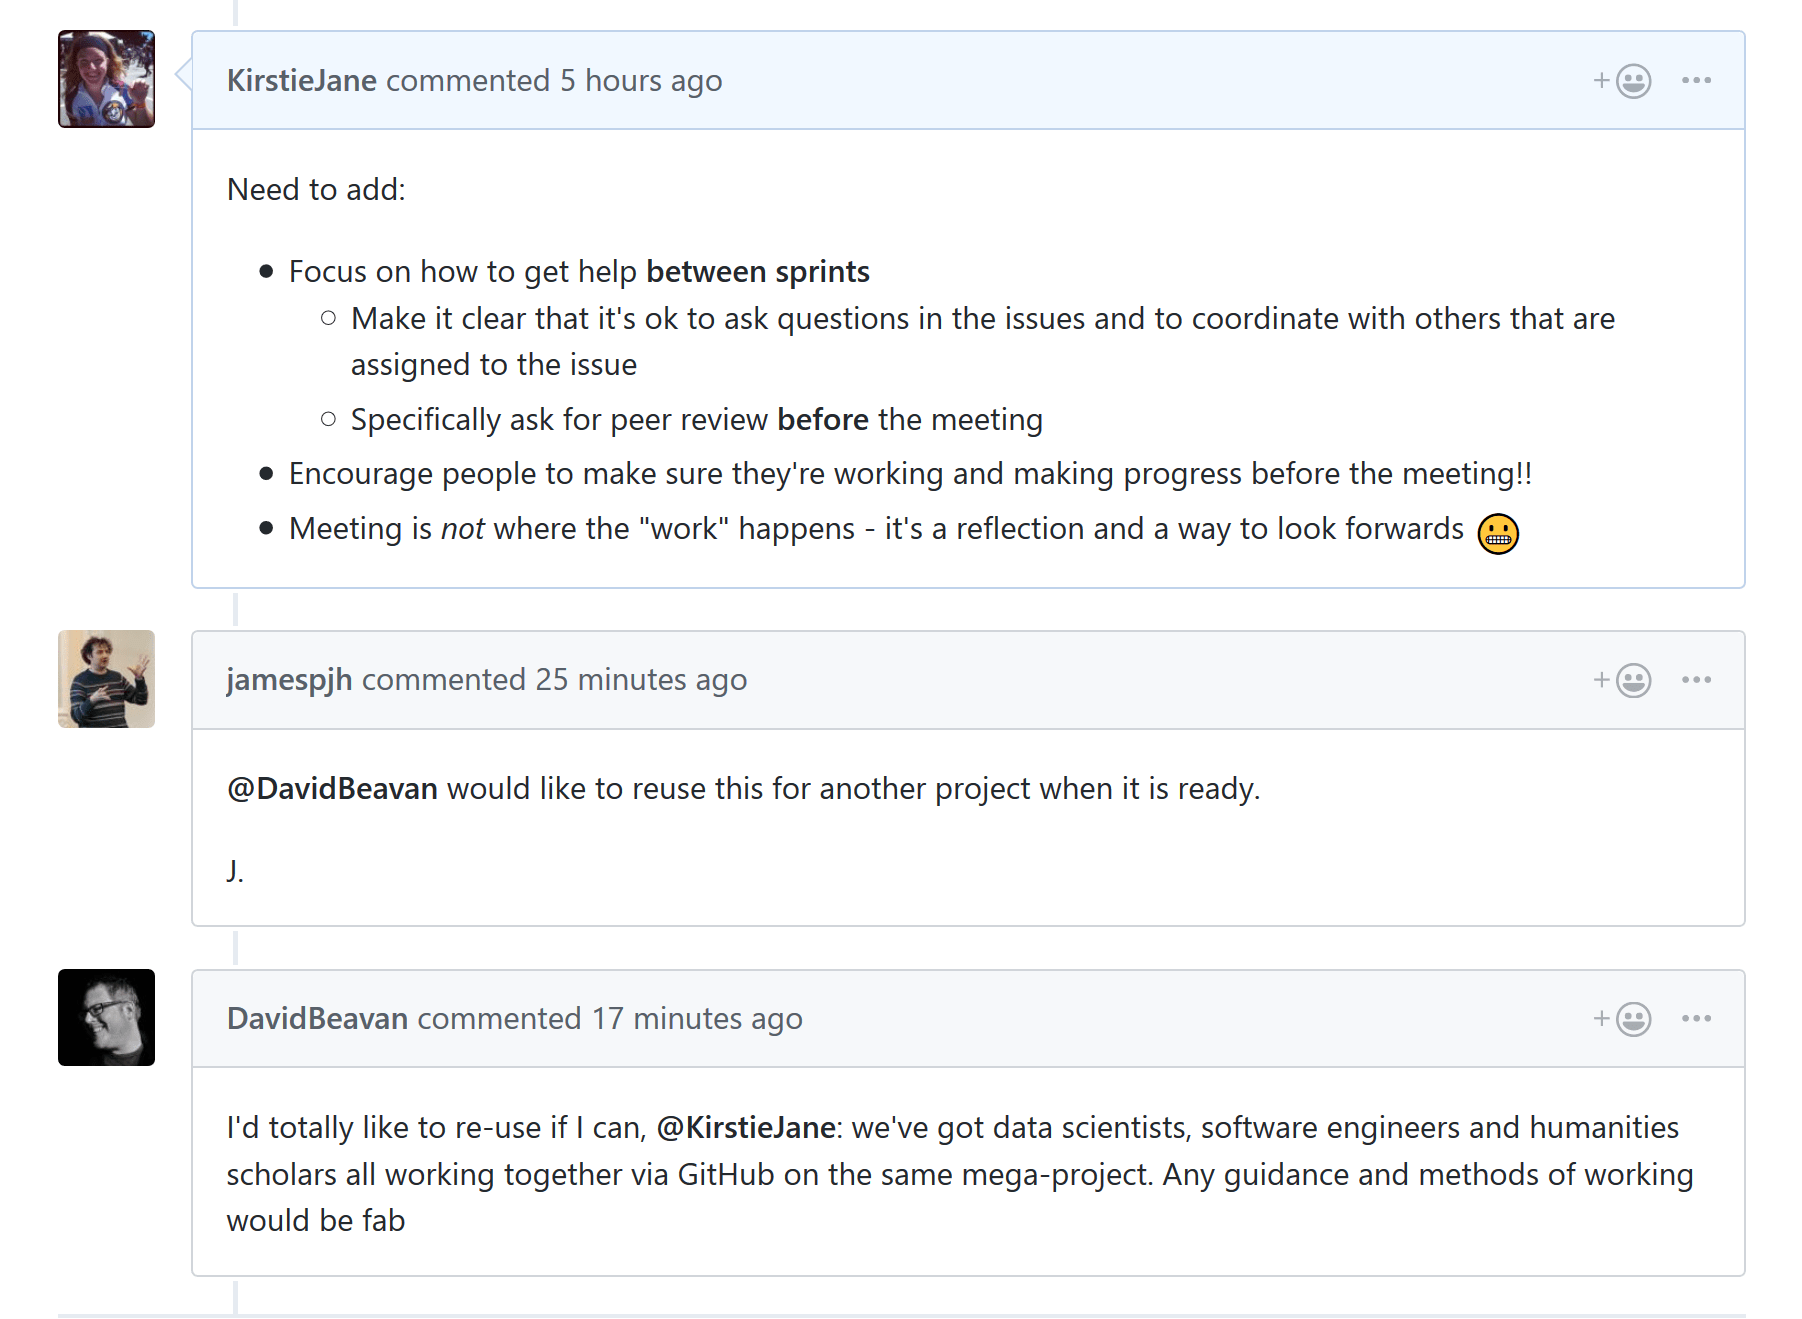 KirstieJane commented 5 hours ago
Need to add:
Focus on how to get help between sprints
Make it clear that it's ok to ask questions in the issues and to coordinate with others that are
assigned to the issue
Specifically ask for peer review before the meeting
Encourage people to make sure they're working and making progress before the meeting!!
Meeting is not where the "work" happens - it's a reflection and a way to look forwards 😬
jamespjh commented 25 minutes ago
@DavidBeavan would like to reuse this for another project when it is ready.
J.
DavidBeavan commented 17 minutes ago
I'd totally like to re-use if I can, @KirstieJane: we've got data scientists, software engineers and humanities
scholars all working together via GitHub on the same mega-project. Any guidance and methods of working
would be fab